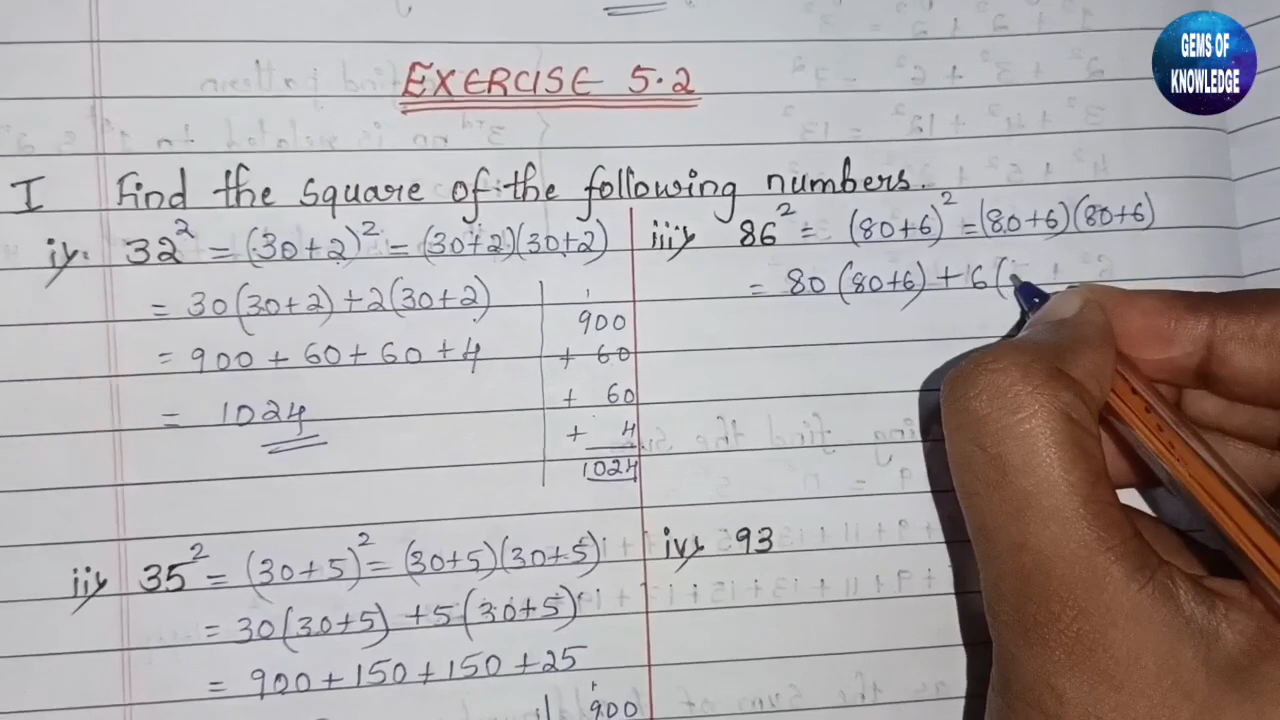 GEMS OF
KNOWLEDGE
EXERCISE 5.2
I Find the square of the following numbers.
i). 32² = (30+2)² = (30+2)(30+2)
= 30(30+2) + 2(30+2)
= 900 + 60 + 60 + 4
= 1024
900
+ 60
+ 60
+ 4
1024
ii) 35² = (30+5)² = (30+5)(30+5)
= 30(30+5) + 5(30+5)
= 900 + 150 + 150 + 25
900
iii) 86² = (80+6)² = (80+6)(80+6)
= 80(80+6) + 6(
iv) 93